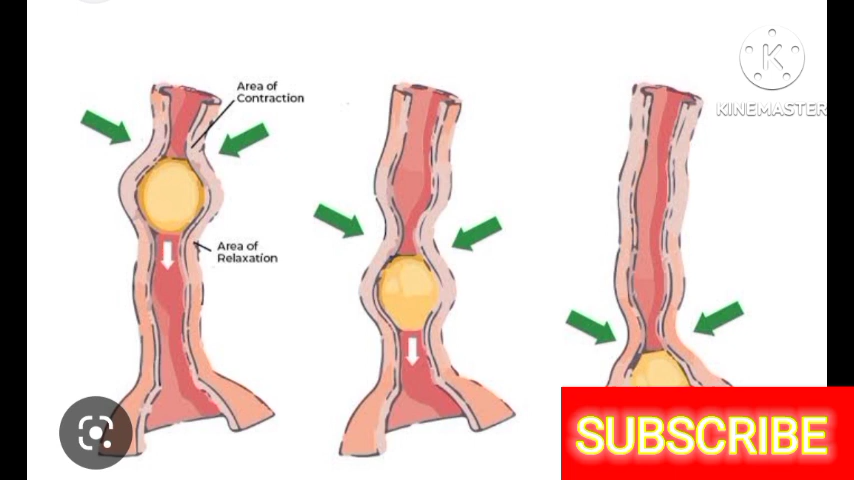 Area of
Contraction
K
KINEMASTER
Area of
Relaxation
SUBSCRIBE